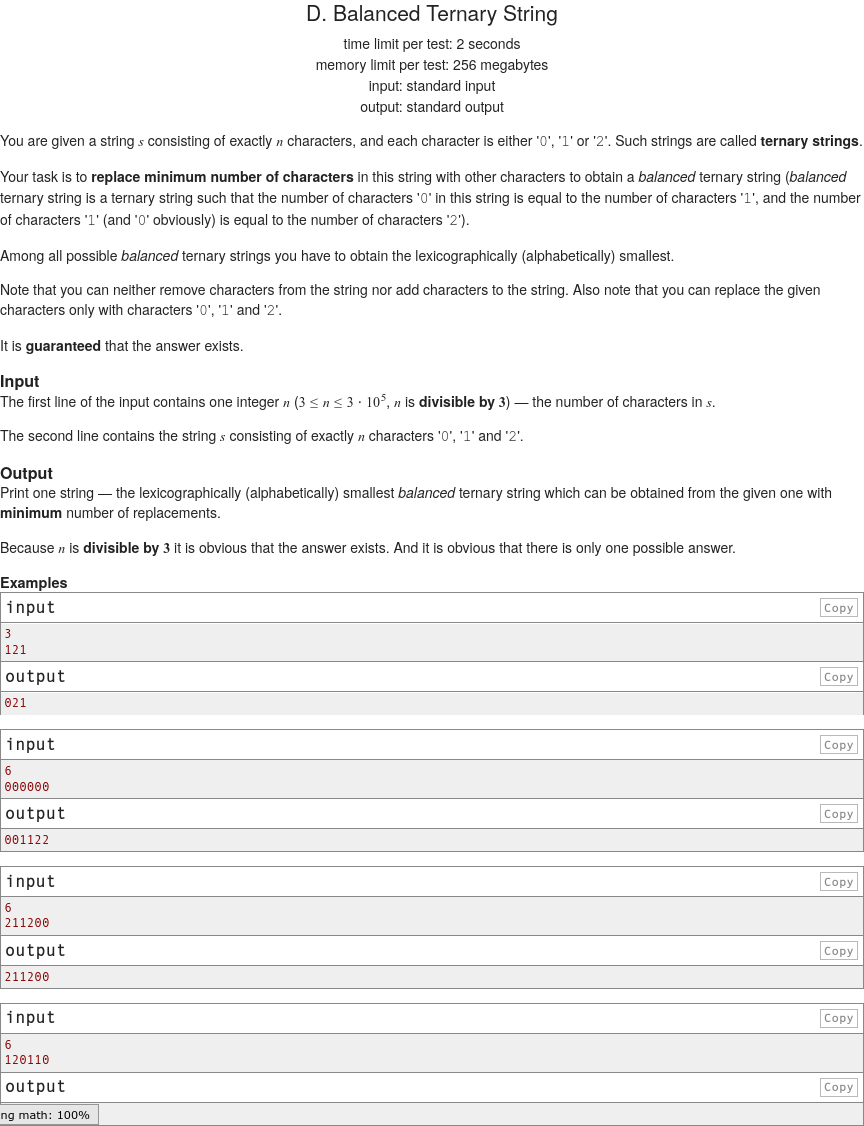 D. Balanced Ternary String
time limit per test: 2 seconds
memory limit per test: 256 megabytes
input: standard input
output: standard output
You are given a string s consisting of exactly n characters, and each character is either '0', '1' or '2'. Such strings are called ternary strings.
Your task is to replace minimum number of characters in this string with other characters to obtain a balanced ternary string (balanced
ternary string is a ternary string such that the number of characters '0' in this string is equal to the number of characters '1', and the number
of characters '1' (and '0' obviously) is equal to the number of characters '2').
Among all possible balanced ternary strings you have to obtain the lexicographically (alphabetically) smallest.
Note that you can neither remove characters from the string nor add characters to the string. Also note that you can replace the given
characters only with characters '0', '1' and '2'.
It is guaranteed that the answer exists.
Input
The first line of the input contains one integer n (3 ≤ n ≤ 3 · 10⁵, n is divisible by 3) — the number of characters in s.
The second line contains the string s consisting of exactly n characters '0', '1' and '2'.
Output
Print one string — the lexicographically (alphabetically) smallest balanced ternary string which can be obtained from the given one with
minimum number of replacements.
Because n is divisible by 3 it is obvious that the answer exists. And it is obvious that there is only one possible answer.
Examples
input Copy
3
121
output Copy
021
input Copy
6
000000
output Copy
001122
input Copy
6
211200
output Copy
211200
input Copy
6
120110
output Copy
ng math: 100%